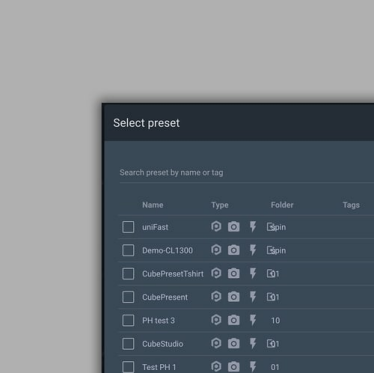 Select preset
Search preset by name or tag
Name Type Folder Tags
uniFast spin
Demo-CL1300 spin
CubePresetTshirt 01
CubePresent 01
PH test 3 10
CubeStudio 01
Test PH 1 01